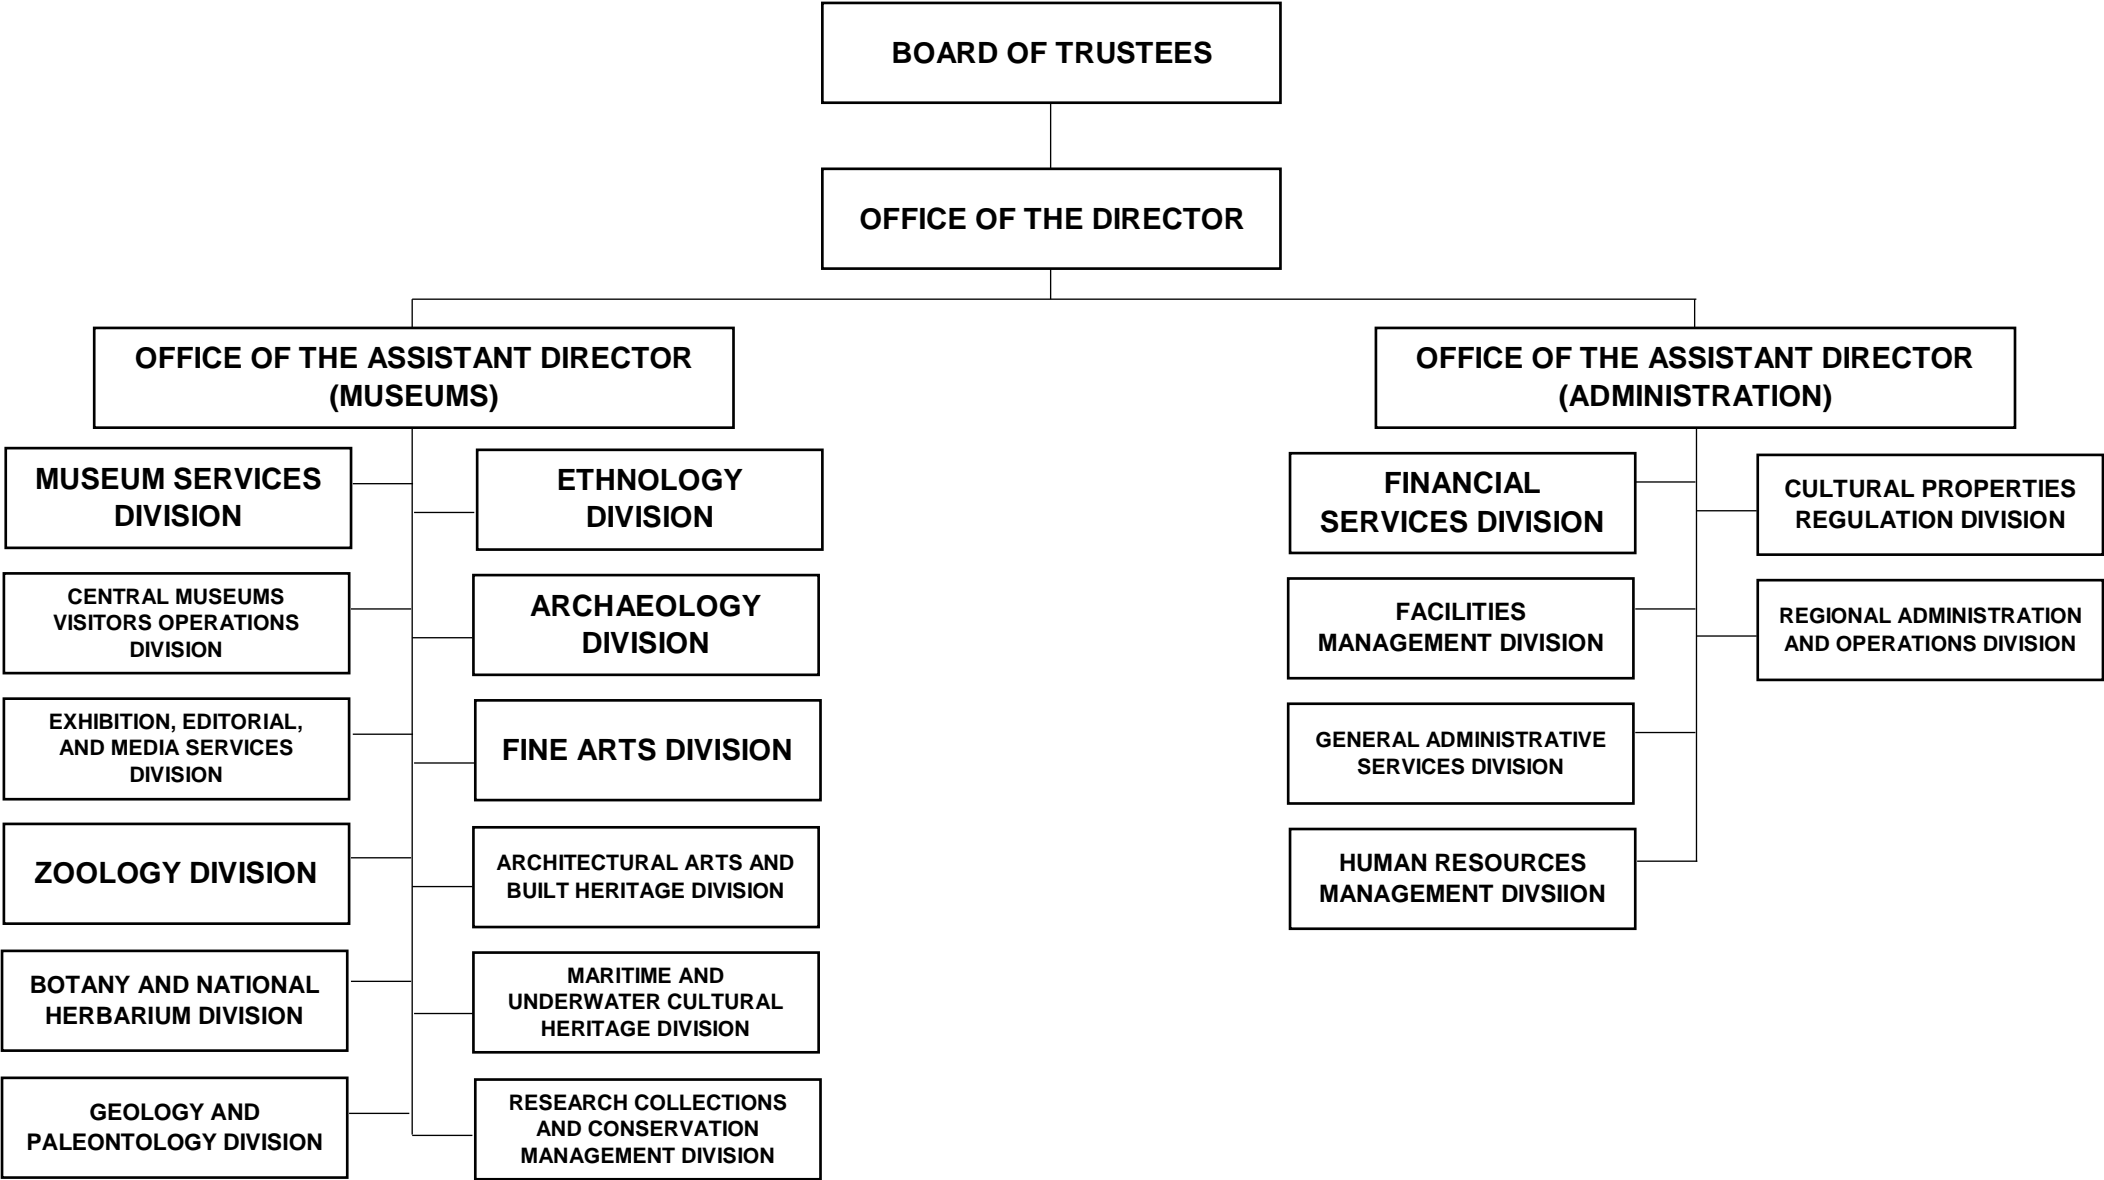 BOARD OF TRUSTEES
OFFICE OF THE DIRECTOR
OFFICE OF THE ASSISTANT DIRECTOR
(MUSEUMS)
MUSEUM SERVICES
DIVISION
CENTRAL MUSEUMS
VISITORS OPERATIONS
DIVISION
EXHIBITION, EDITORIAL,
AND MEDIA SERVICES
DIVISION
ZOOLOGY DIVISION
BOTANY AND NATIONAL
HERBARIUM DIVISION
GEOLOGY AND
PALEONTOLOGY DIVISION
ETHNOLOGY
DIVISION
ARCHAEOLOGY
DIVISION
FINE ARTS DIVISION
ARCHITECTURAL ARTS AND
BUILT HERITAGE DIVISION
MARITIME AND
UNDERWATER CULTURAL
HERITAGE DIVISION
RESEARCH COLLECTIONS
AND CONSERVATION
MANAGEMENT DIVISION
OFFICE OF THE ASSISTANT DIRECTOR
(ADMINISTRATION)
FINANCIAL
SERVICES DIVISION
FACILITIES
MANAGEMENT DIVISION
GENERAL ADMINISTRATIVE
SERVICES DIVISION
HUMAN RESOURCES
MANAGEMENT DIVSIION
CULTURAL PROPERTIES
REGULATION DIVISION
REGIONAL ADMINISTRATION
AND OPERATIONS DIVISION